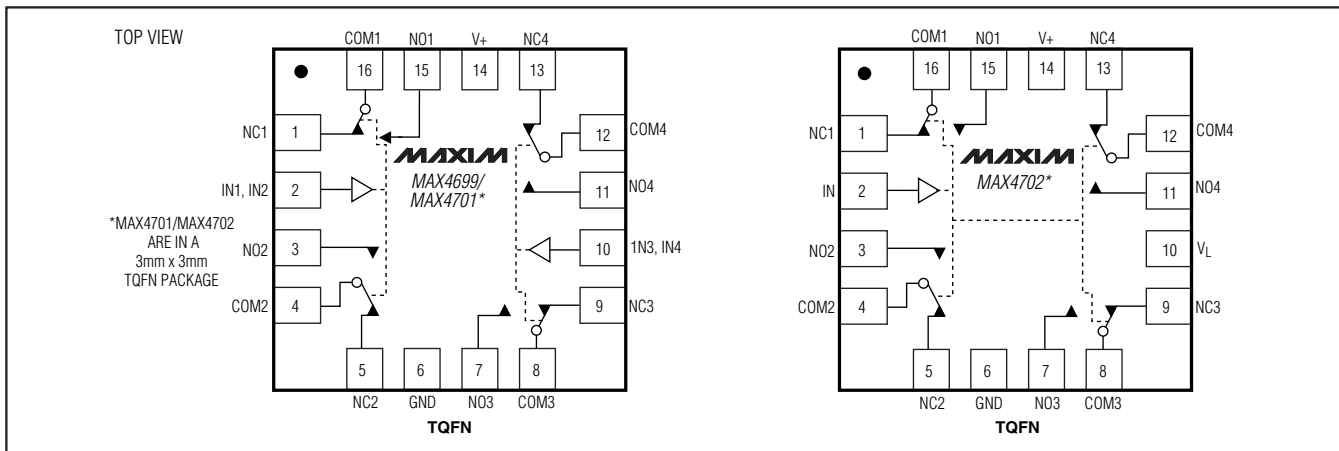 TOP VIEW
COM1 NO1 V+ NC4
16 15 14 13
NC1 1
12 COM4
MAXIM
MAX4699/
MAX4701*
IN1, IN2 2
11 NO4
*MAX4701/MAX4702
ARE IN A
3mm x 3mm
TQFN PACKAGE
NO2 3
10 1N3, IN4
COM2 4
9 NC3
5 6 7 8
NC2 GND NO3 COM3
TQFN
COM1 NO1 V+ NC4
16 15 14 13
NC1 1
12 COM4
MAXIM
MAX4702*
IN 2
11 NO4
NO2 3
10 VL
COM2 4
9 NC3
5 6 7 8
NC2 GND NO3 COM3
TQFN